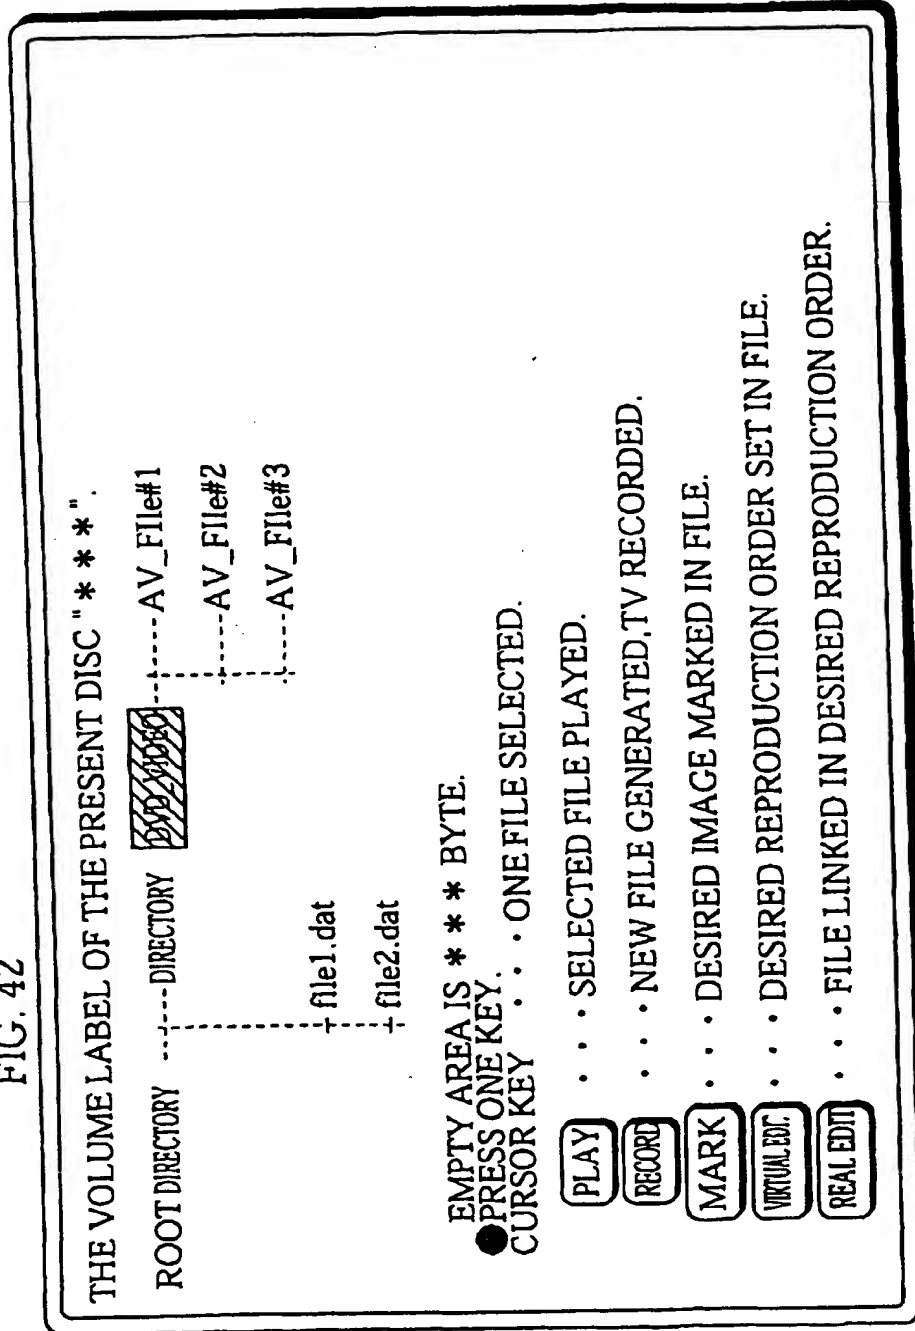 FIG. 42
THE VOLUME LABEL OF THE PRESENT DISC "* * *".
ROOT DIRECTORY DIRECTORY DVD_VIDEO AV_FIle#1
AV_FIle#2
AV_FIle#3
file1.dat
file2.dat
EMPTY AREA IS * * * BYTE.
●PRESS ONE KEY.
CURSOR KEY · · · ONE FILE SELECTED.
PLAY · · · SELECTED FILE PLAYED.
RECORD · · · NEW FILE GENERATED,TV RECORDED.
MARK · · · DESIRED IMAGE MARKED IN FILE.
VIRTUAL EDIT. · · · DESIRED REPRODUCTION ORDER SET IN FILE.
REAL EDIT · · · FILE LINKED IN DESIRED REPRODUCTION ORDER.